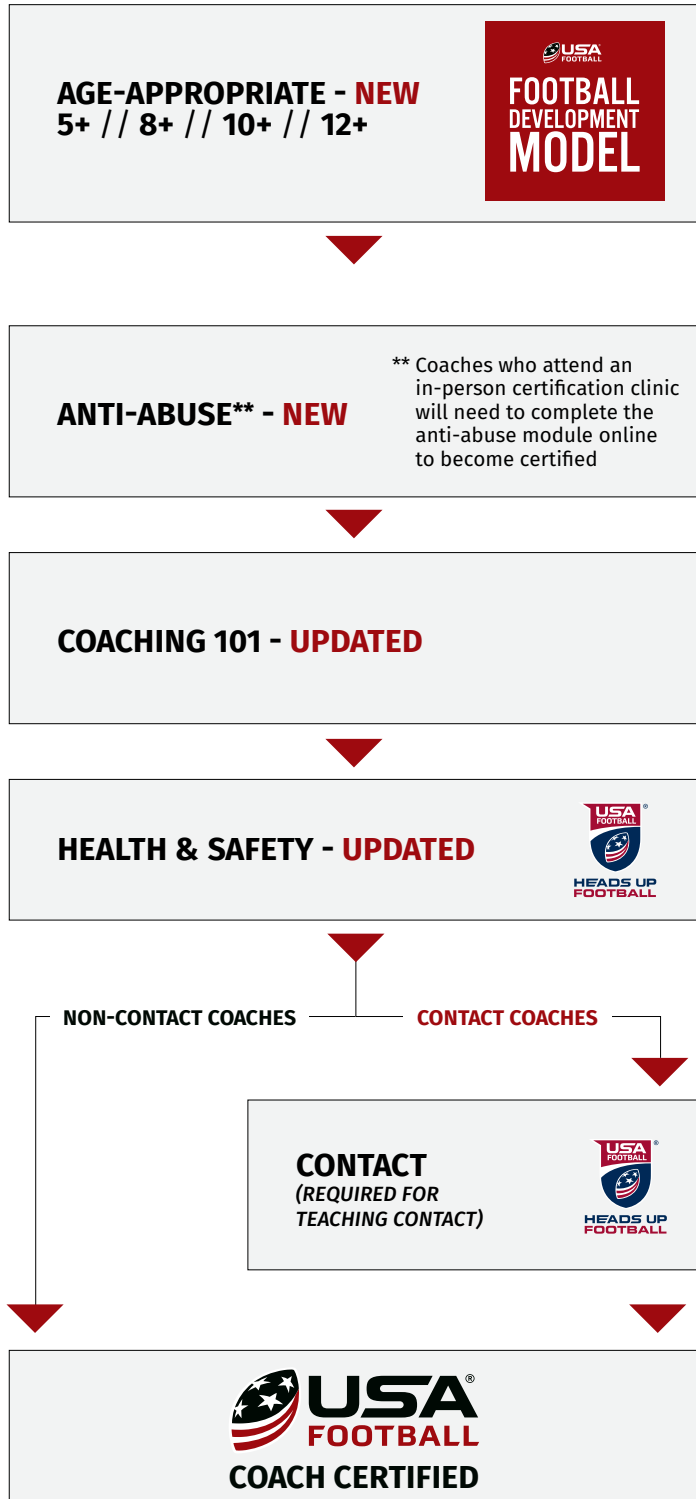 AGE-APPROPRIATE - NEW
5+ // 8+ // 10+ // 12+
USA
FOOTBALL
FOOTBALL
DEVELOPMENT
MODEL
ANTI-ABUSE** - NEW
** Coaches who attend an
in-person certification clinic
will need to complete the
anti-abuse module online
to become certified
COACHING 101 - UPDATED
HEALTH & SAFETY - UPDATED
USA
FOOTBALL
®
HEADS UP
FOOTBALL
NON-CONTACT COACHES
CONTACT COACHES
CONTACT
(REQUIRED FOR
TEACHING CONTACT)
USA
FOOTBALL
®
HEADS UP
FOOTBALL
USA®
FOOTBALL
COACH CERTIFIED